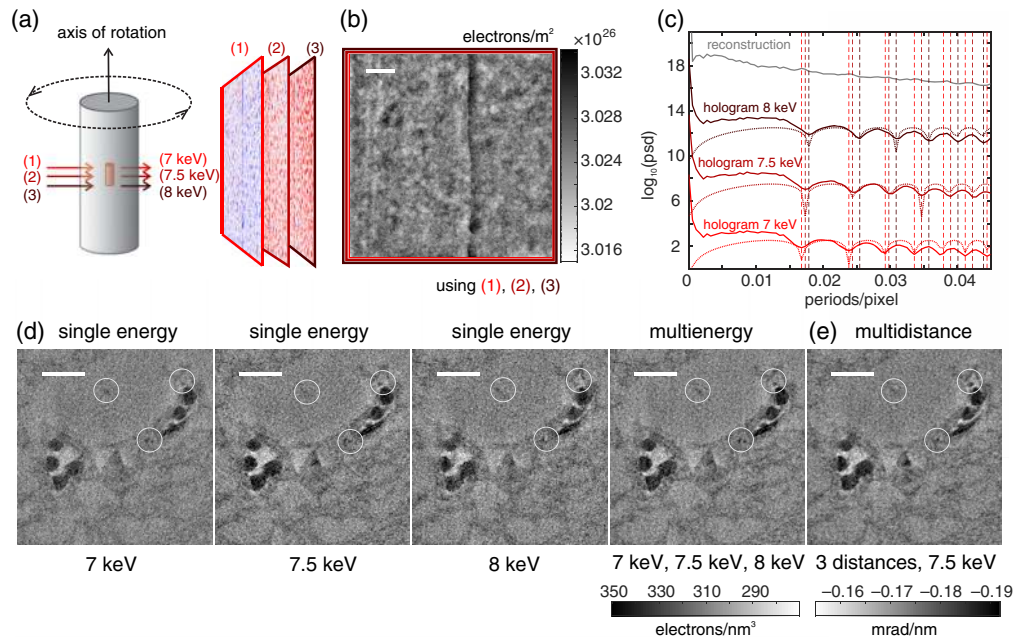 (a)
axis of rotation
(1)
(2)
(3)
(7 keV)
(7.5 keV)
(8 keV)
(1)
(2)
(3)
(b)
electrons/m²
×10²⁶
3.032
3.028
3.024
3.020
3.016
using (1), (2), (3)
(c)
reconstruction
hologram 8 keV
hologram 7.5 keV
hologram 7 keV
log₁₀(psd)
18
14
10
6
2
0
0.01
0.02
0.03
0.04
periods/pixel
(d)
single energy
single energy
single energy
multienergy
(e)
multidistance
7 keV
7.5 keV
8 keV
7 keV, 7.5 keV, 8 keV
3 distances, 7.5 keV
350 330 310 290
electrons/nm³
−0.16 −0.17 −0.18 −0.19
mrad/nm